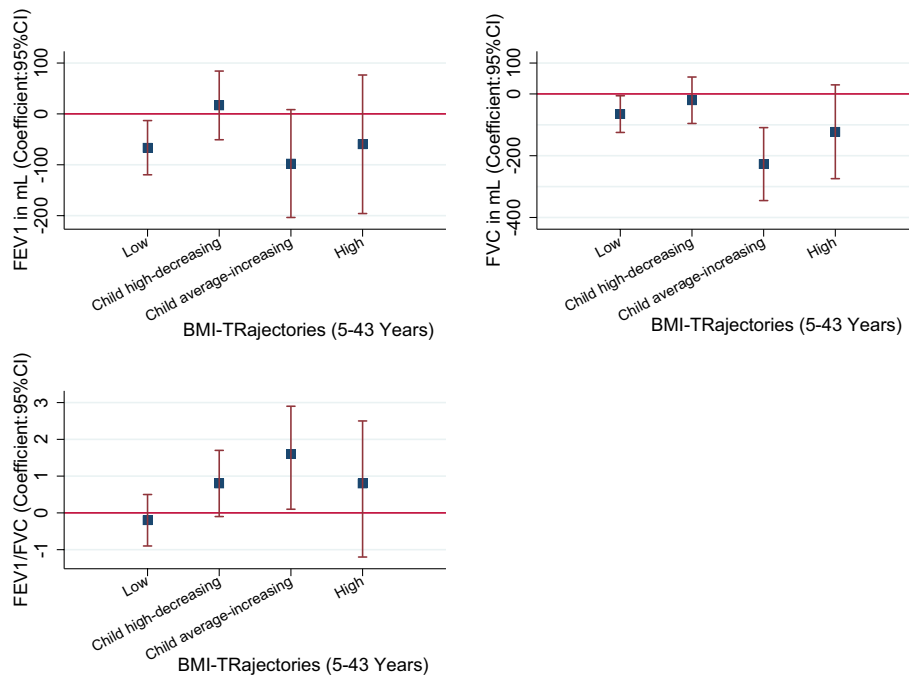 FEV1 in mL (Coefficient:95%CI)
100
0
-100
-200
Low
Child high-decreasing
Child average-increasing
High
BMI-TRajectories (5-43 Years)
FVC in mL (Coefficient:95%CI)
100
0
-200
-400
Low
Child high-decreasing
Child average-increasing
High
BMI-TRajectories (5-43 Years)
FEV1/FVC (Coefficient:95%CI)
3
2
1
0
-1
Low
Child high-decreasing
Child average-increasing
High
BMI-TRajectories (5-43 Years)